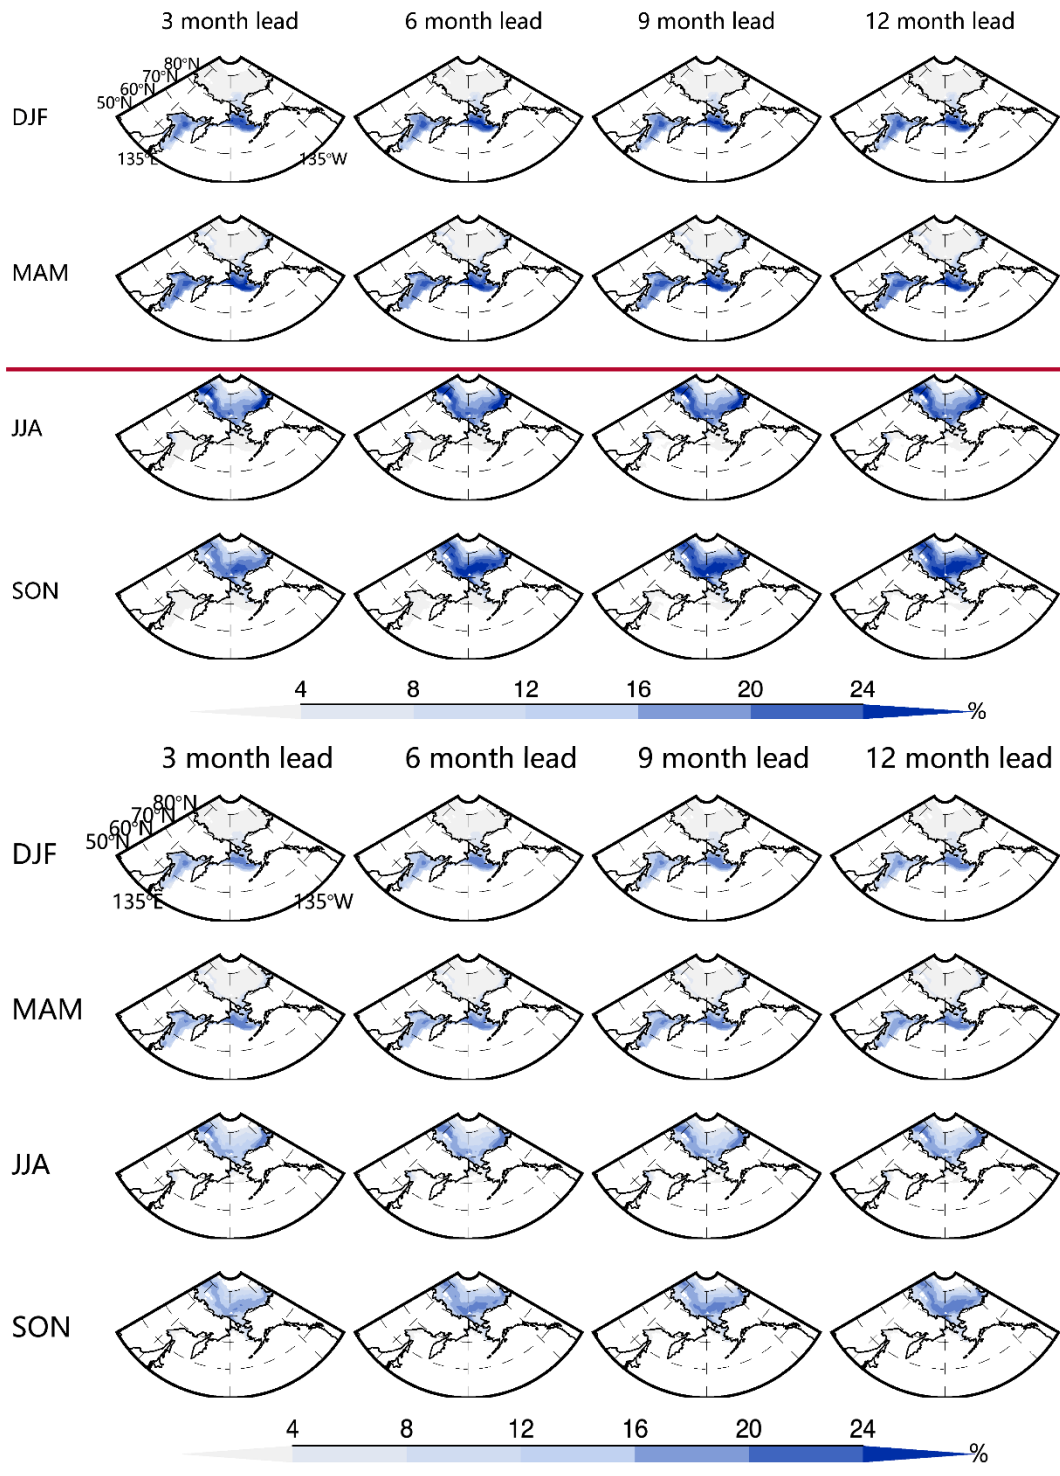 3 month lead 6 month lead 9 month lead 12 month lead
80°N
70°N
60°N
50°N
DJF
135°E 135°W
MAM
JJA
SON
4 8 12 16 20 24
%
3 month lead 6 month lead 9 month lead 12 month lead
80°N
70°N
60°N
50°N
DJF
135°E 135°W
MAM
JJA
SON
4 8 12 16 20 24
%